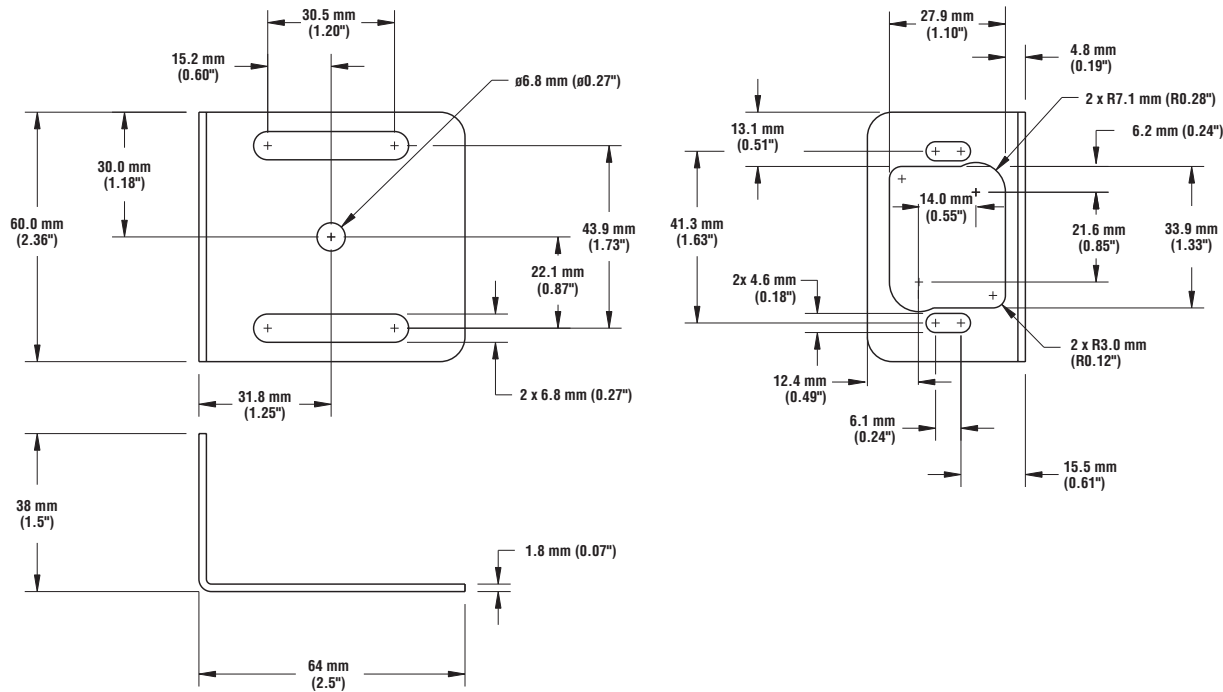 30.5 mm
(1.20")
15.2 mm
(0.60")
ø6.8 mm (ø0.27")
30.0 mm
(1.18")
60.0 mm
(2.36")
43.9 mm
(1.73")
22.1 mm
(0.87")
31.8 mm
(1.25")
2 x 6.8 mm (0.27")
38 mm
(1.5")
1.8 mm (0.07")
64 mm
(2.5")
27.9 mm
(1.10")
4.8 mm
(0.19")
2 x R7.1 mm (R0.28")
13.1 mm
(0.51")
6.2 mm (0.24")
14.0 mm
(0.55")
41.3 mm
(1.63")
21.6 mm
(0.85")
33.9 mm
(1.33")
2x 4.6 mm
(0.18")
2 x R3.0 mm
(R0.12")
12.4 mm
(0.49")
6.1 mm
(0.24")
15.5 mm
(0.61")